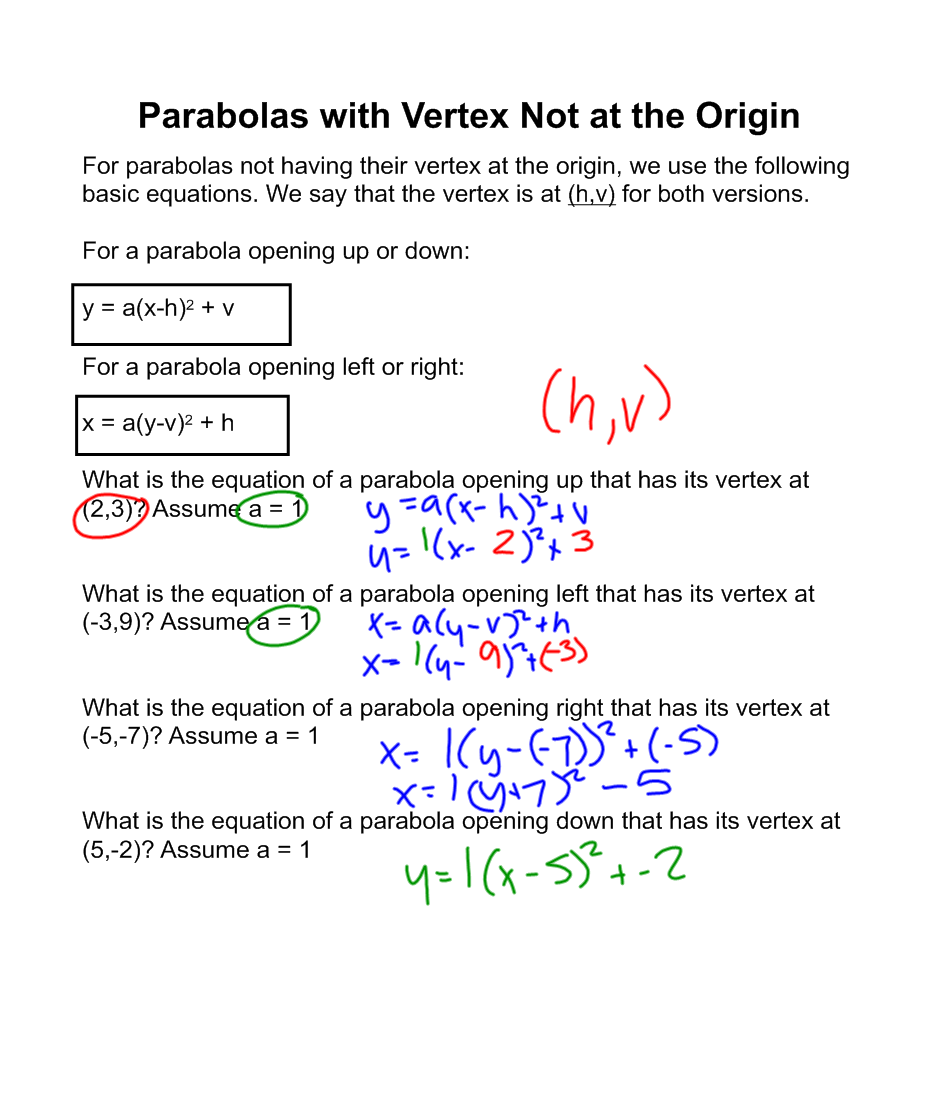 Parabolas with Vertex Not at the Origin
For parabolas not having their vertex at the origin, we use the following
basic equations. We say that the vertex is at (h,v) for both versions.
For a parabola opening up or down:
y = a(x-h)² + v
For a parabola opening left or right:
(h,v)
x = a(y-v)² + h
What is the equation of a parabola opening up that has its vertex at
(2,3)? Assume a = 1
y = a(x-h)²+v
y= 1(x- 2)²+ 3
What is the equation of a parabola opening left that has its vertex at
(-3,9)? Assume a = 1
x= a(y-v)²+h
x= 1(y- 9)²+(-3)
What is the equation of a parabola opening right that has its vertex at
(-5,-7)? Assume a = 1
x= 1(y-(-7))²+(-5)
x= 1(y+7)² - 5
What is the equation of a parabola opening down that has its vertex at
(5,-2)? Assume a = 1
y=1(x-5)²+-2